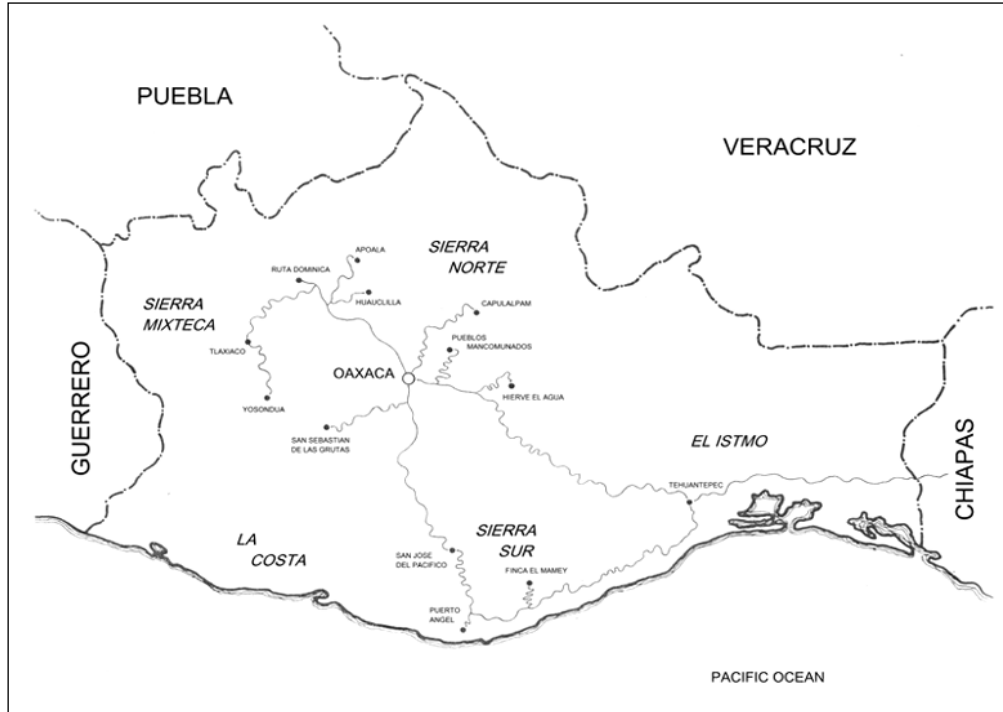 PUEBLA
VERACRUZ
SIERRA
NORTE
APOALA
RUTA DOMINICA
HUAUCLILLA
SIERRA
MIXTECA
CAPULALPAM
PUEBLOS
MANCOMUNADOS
TLAXIACO
OAXACA
HIERVE EL AGUA
YOSONDUA
GUERRERO
SAN SEBASTIAN
DE LAS GRUTAS
EL ISTMO
CHIAPAS
TEHUANTEPEC
LA
COSTA
SIERRA
SUR
SAN JOSE
DEL PACIFICO
FINCA EL MAMEY
PUERTO
ANGEL
PACIFIC OCEAN